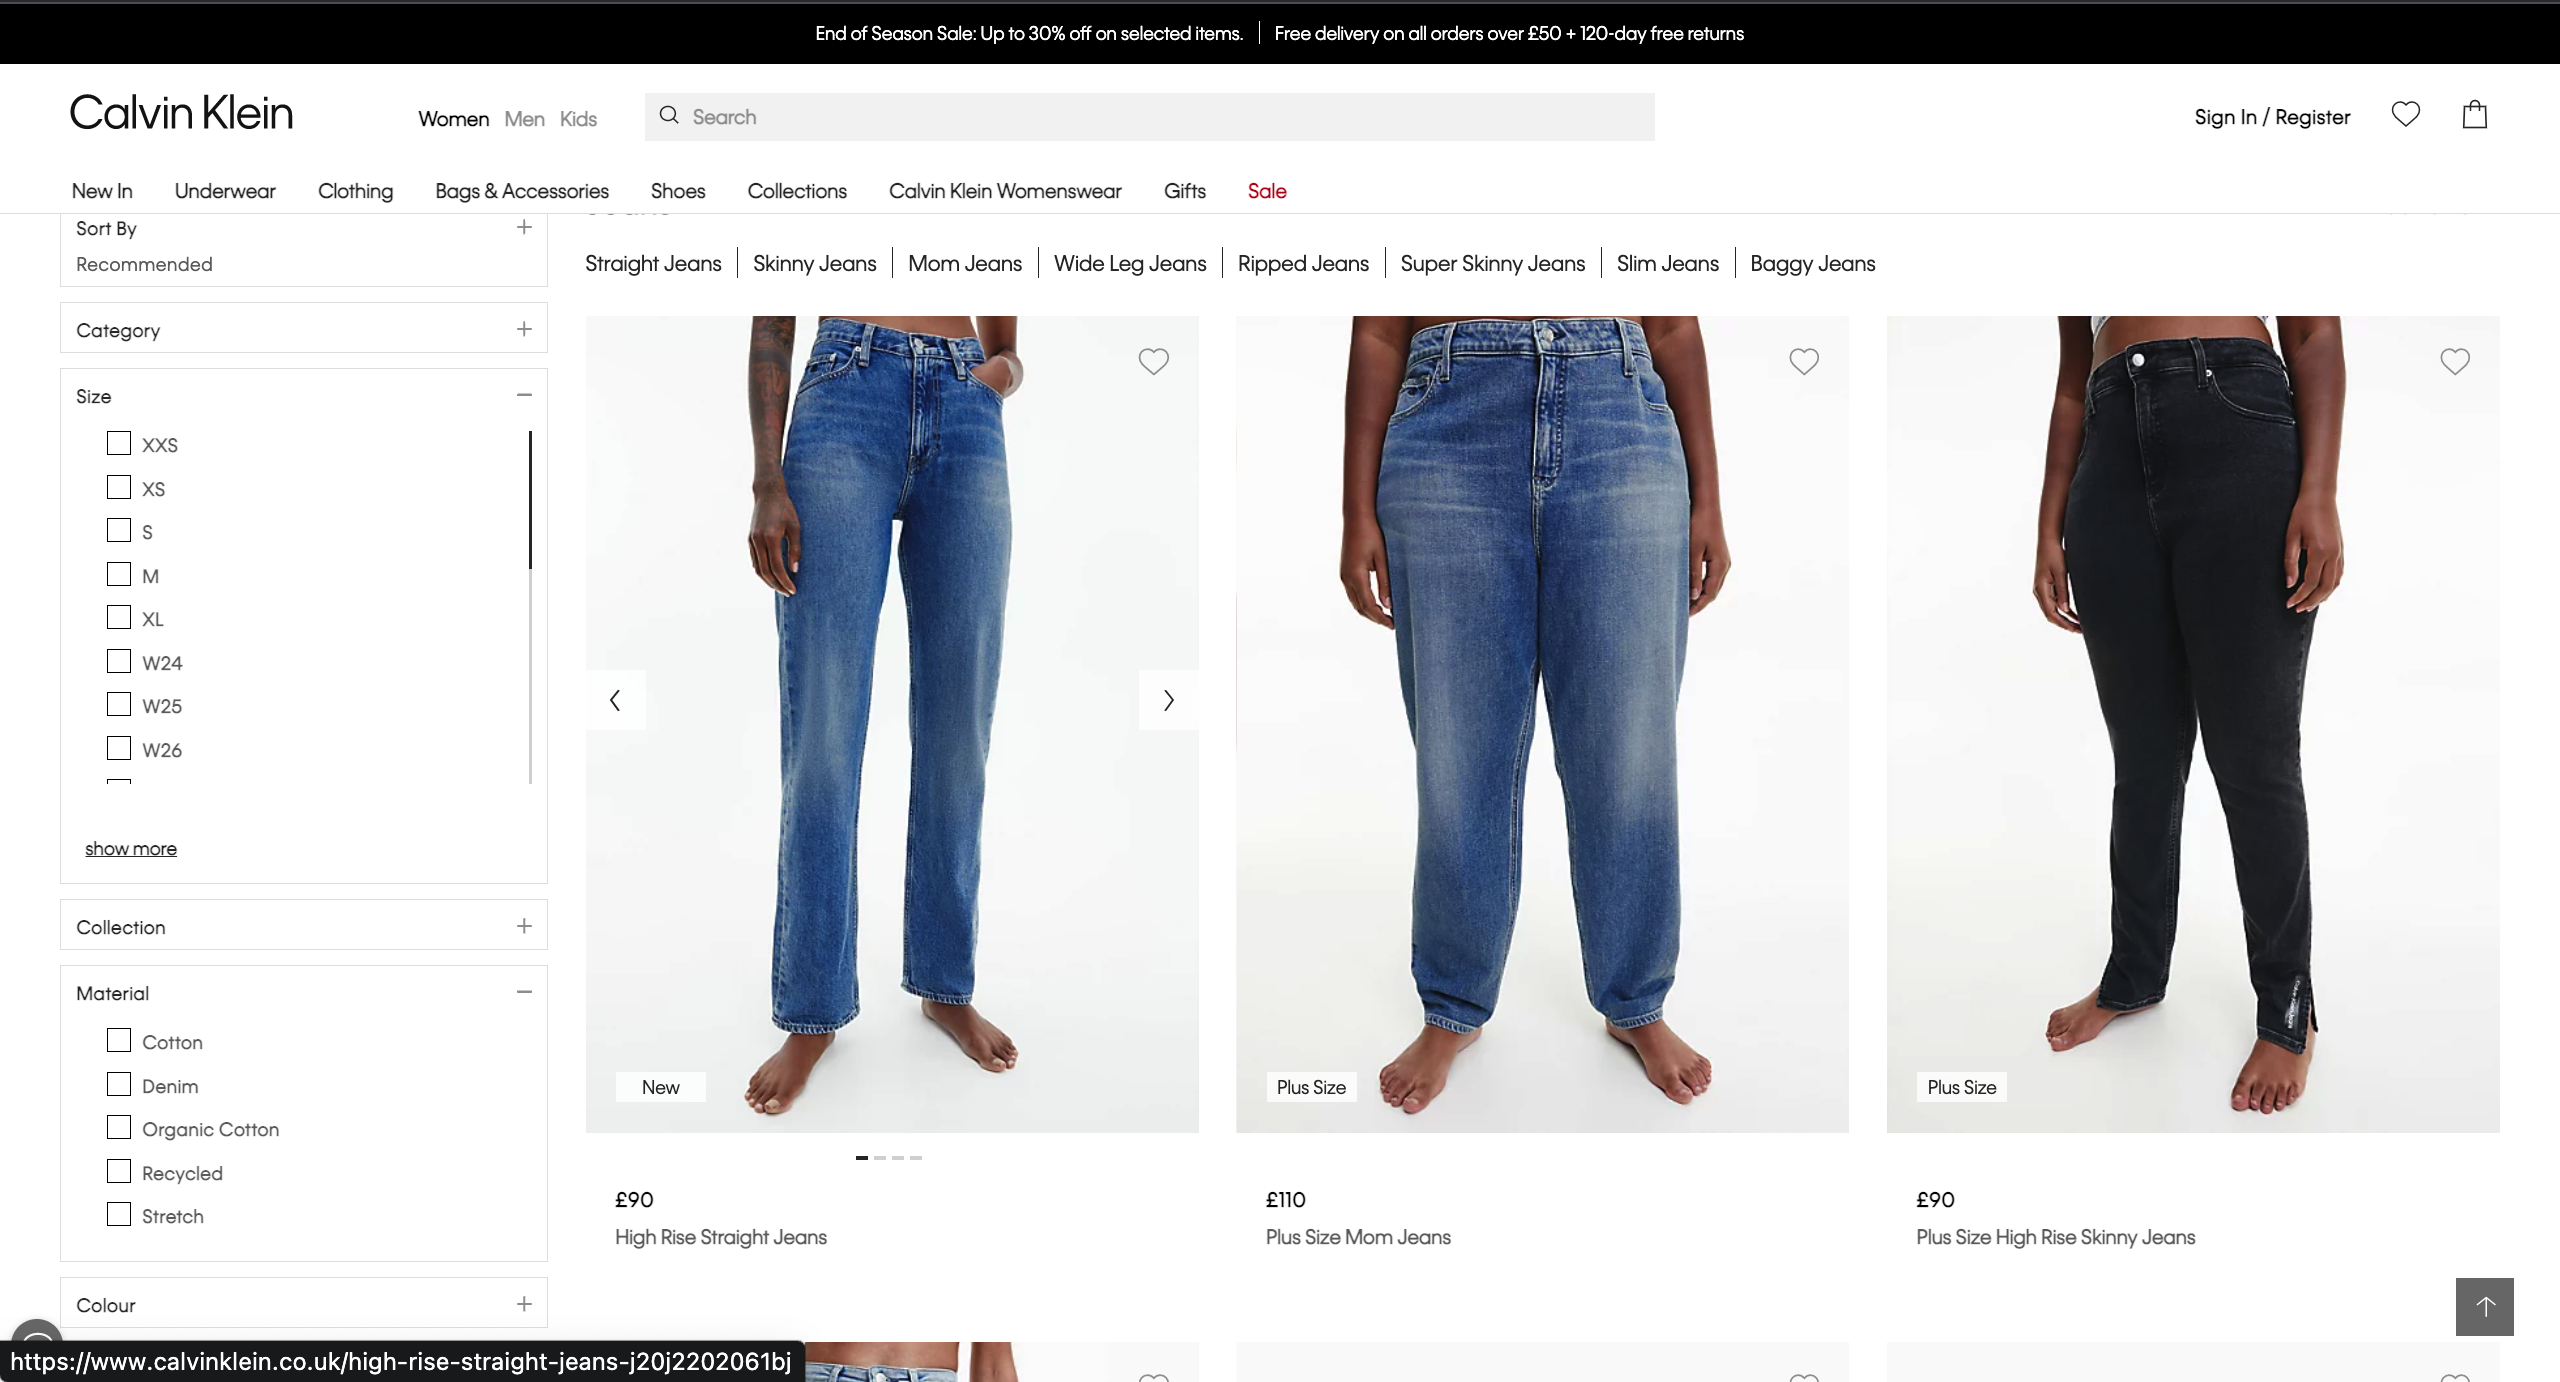 End of Season Sale: Up to 30% off on selected items. Free delivery on all orders over £50 + 120-day free returns
Calvin Klein
Women Men Kids
Search
Sign In / Register
New In Underwear Clothing Bags & Accessories Shoes Collections Calvin Klein Womenswear Gifts Sale
Sort By
Recommended
Category
Size
XXS
XS
S
M
XL
W24
W25
W26
show more
Collection
Material
Cotton
Denim
Organic Cotton
Recycled
Stretch
Colour
Straight Jeans Skinny Jeans Mom Jeans Wide Leg Jeans Ripped Jeans Super Skinny Jeans Slim Jeans Baggy Jeans
New
£90
High Rise Straight Jeans
Plus Size
£110
Plus Size Mom Jeans
Plus Size
£90
Plus Size High Rise Skinny Jeans
https://www.calvinklein.co.uk/high-rise-straight-jeans-j20j2202061bj